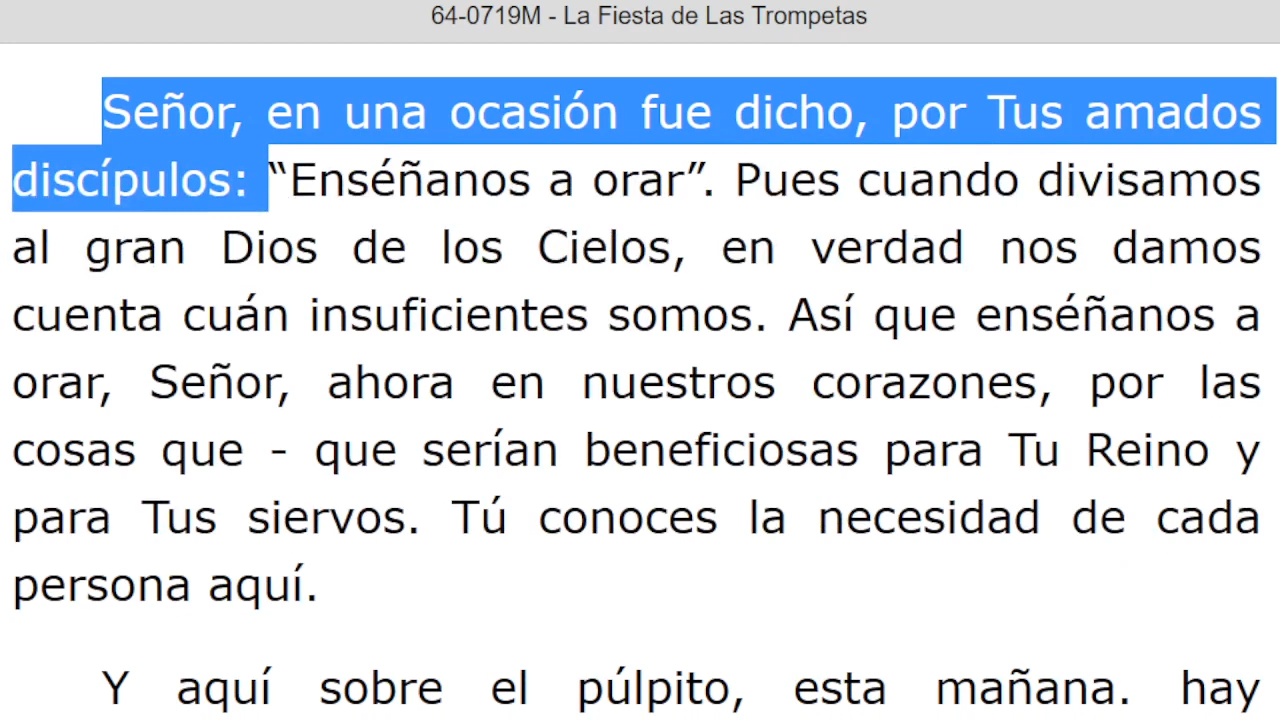 64-0719M - La Fiesta de Las Trompetas
Señor, en una ocasión fue dicho, por Tus amados
discípulos: “Enséñanos a orar”. Pues cuando divisamos
al gran Dios de los Cielos, en verdad nos damos
cuenta cuán insuficientes somos. Así que enséñanos a
orar, Señor, ahora en nuestros corazones, por las
cosas que - que serían beneficiosas para Tu Reino y
para Tus siervos. Tú conoces la necesidad de cada
persona aquí.
Y aquí sobre el púlpito, esta mañana. hay